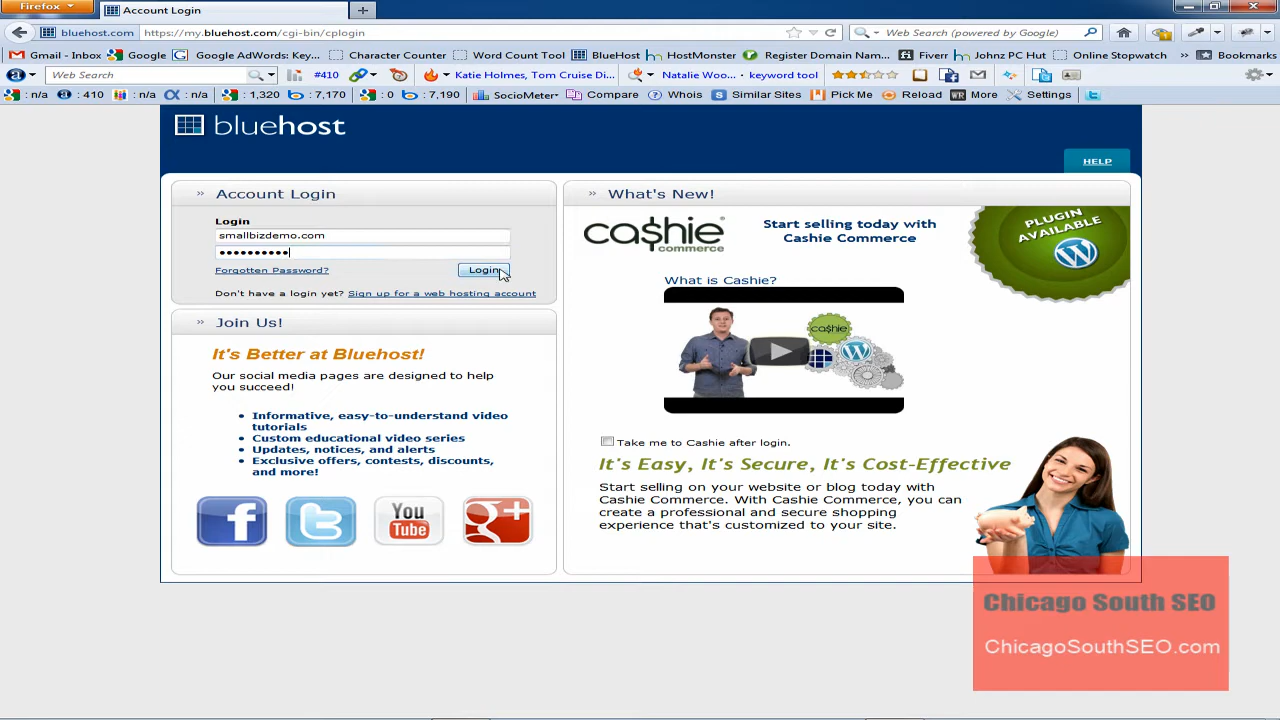 Firefox
Account Login
bluehost.com https://my.bluehost.com/cgi-bin/cplogin
Web Search (powered by Google)
Gmail - Inbox
Google
Google AdWords: Key...
Character Counter
Word Count Tool
BlueHost
HostMonster
Register Domain Nam...
Fiverr
Johnz PC Hut
Online Stopwatch
Bookmarks
Web Search
#410
Katie Holmes, Tom Cruise Di...
Natalie Woo...
keyword tool
: n/a : 410 : n/a : n/a : 1,320 : 7,170 : 0 : 7,190
SocioMeter
Compare
Whois
Similar Sites
Pick Me
Reload
WR More
Settings
bluehost
HELP
Account Login
Login
smallbizdemo.com
Forgotten Password?
Login
Don't have a login yet? Sign up for a web hosting account
Join Us!
It's Better at Bluehost!
Our social media pages are designed to help
you succeed!
Informative, easy-to-understand video
tutorials
Custom educational video series
Updates, notices, and alerts
Exclusive offers, contests, discounts,
and more!
You
Tube
What's New!
ca$hie
commerce
Start selling today with
Cashie Commerce
PLUGIN
AVAILABLE
What is Cashie?
ca$hie
Take me to Cashie after login.
It's Easy, It's Secure, It's Cost-Effective
Start selling on your website or blog today with
Cashie Commerce. With Cashie Commerce, you can
create a professional and secure shopping
experience that's customized to your site.
Chicago South SEO
ChicagoSouthSEO.com